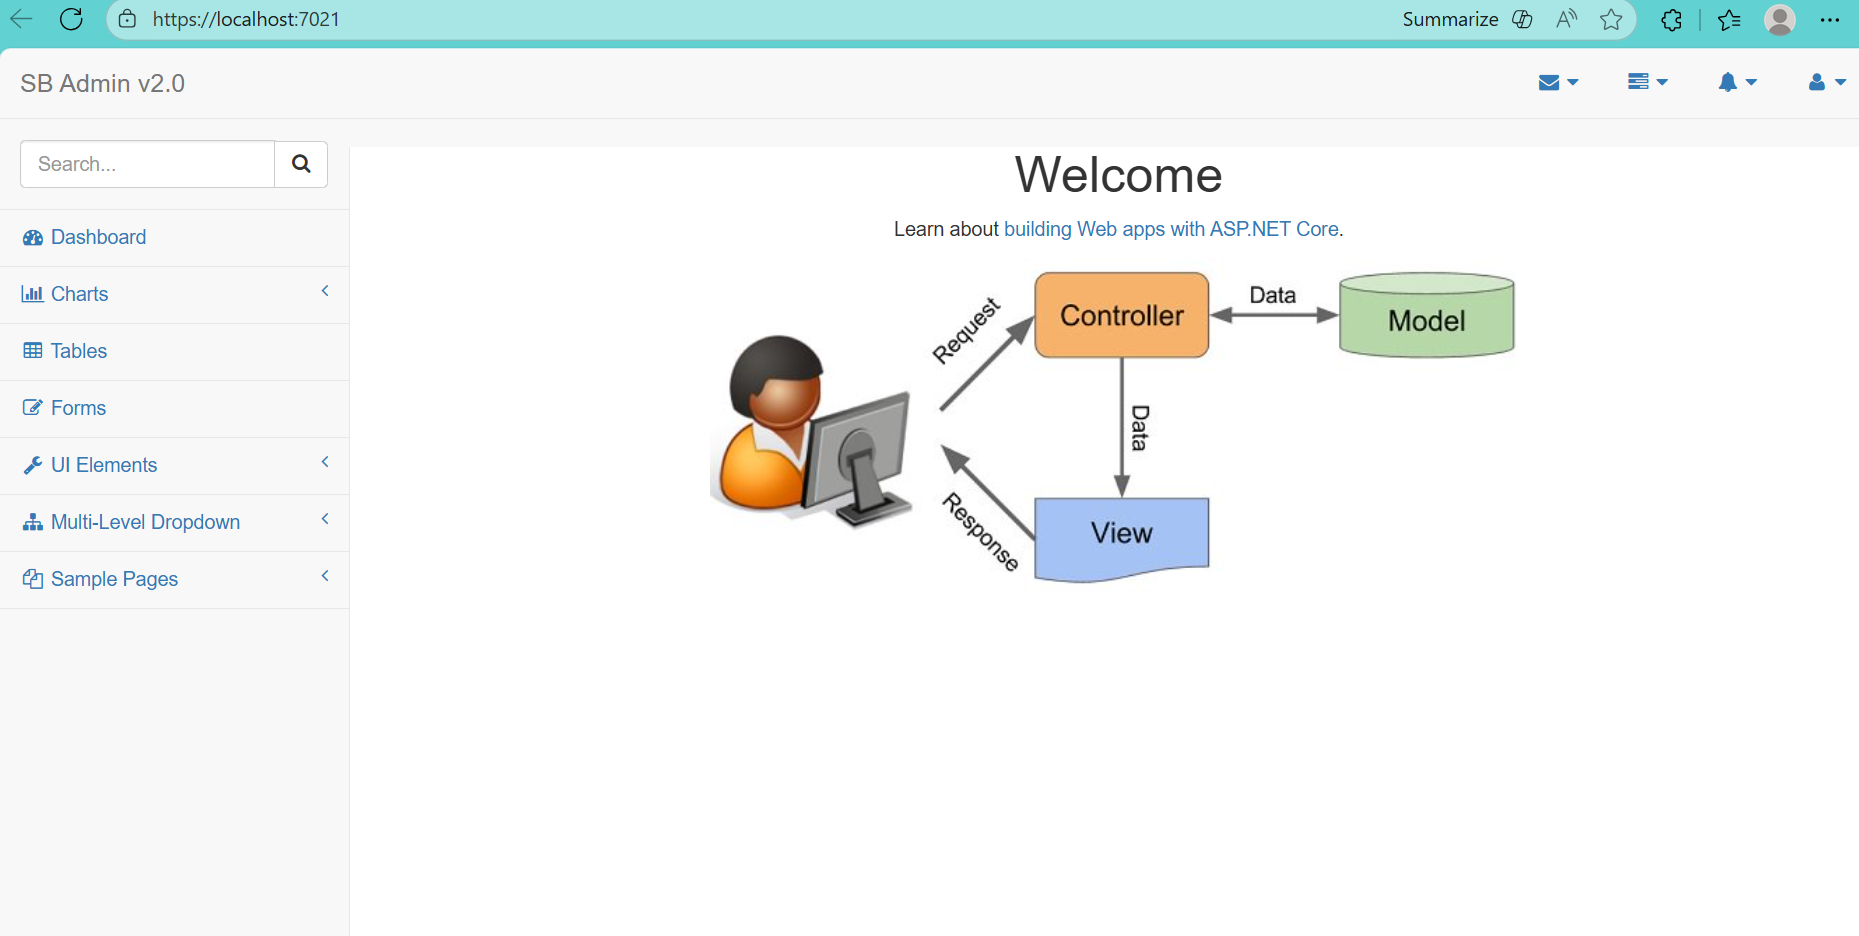 https://localhost:7021
Summarize
SB Admin v2.0
Search...
Dashboard
Charts
Tables
Forms
UI Elements
Multi-Level Dropdown
Sample Pages
Welcome
Learn about building Web apps with ASP.NET Core.
Request
Controller
Data
Model
Data
Response
View